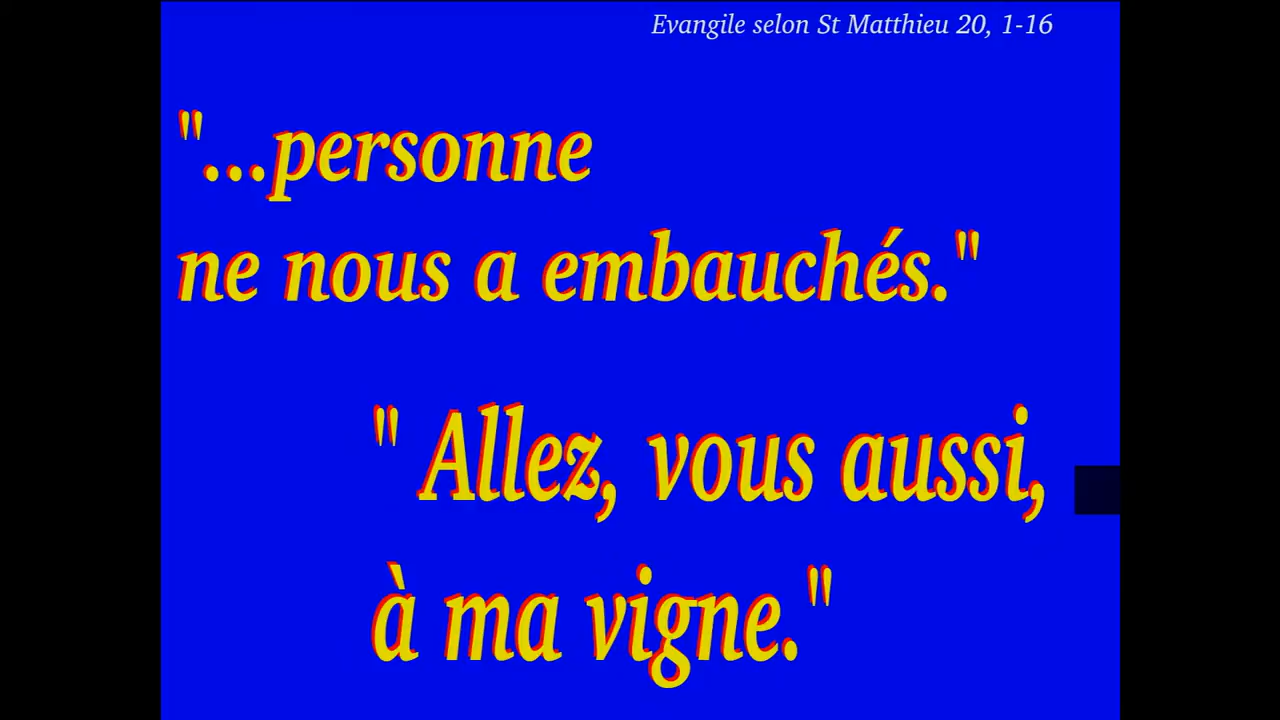 Evangile selon St Matthieu 20, 1-16
"...personne
ne nous a embauchés."
" Allez, vous aussi,
à ma vigne."